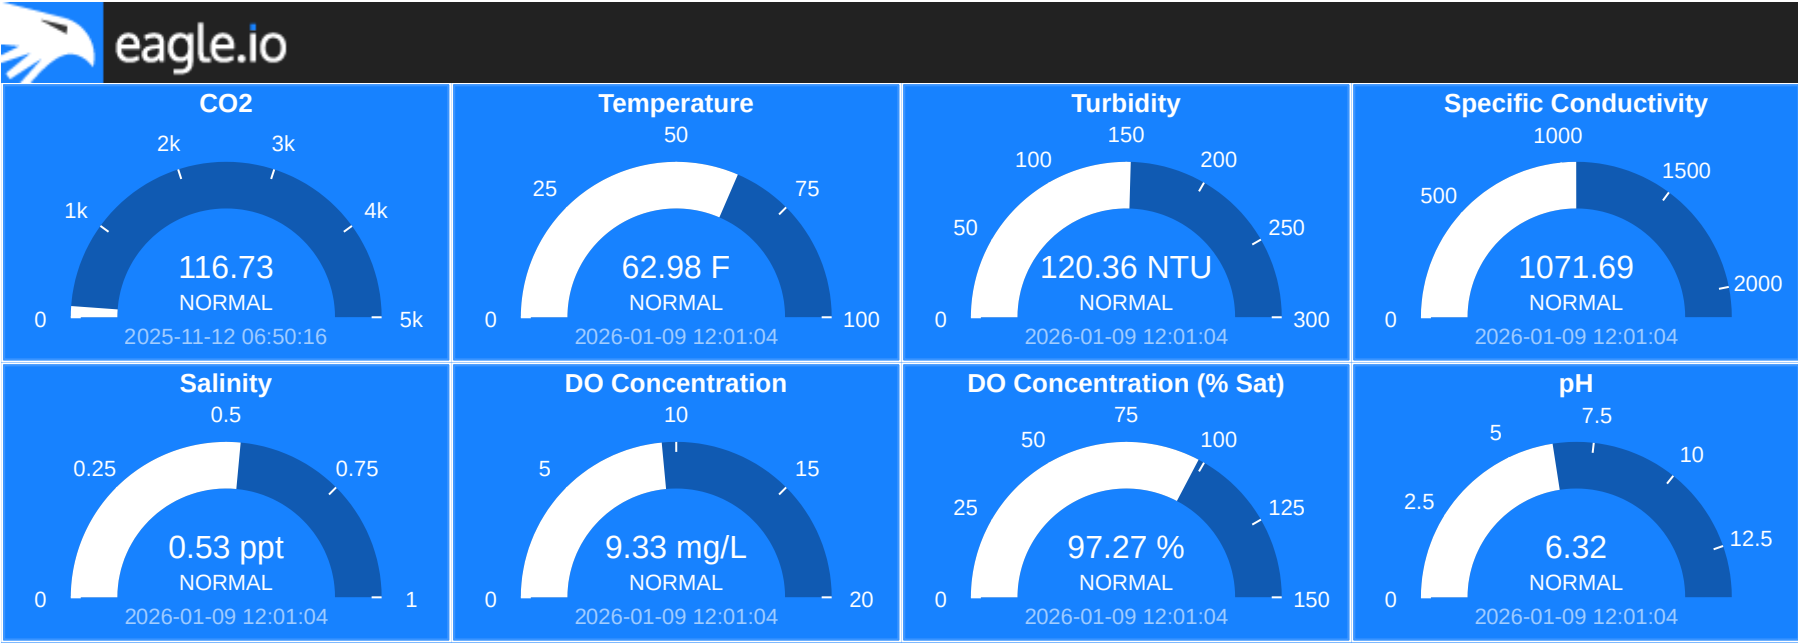 eagle.io
CO2
0
1k
2k
3k
4k
5k
116.73
NORMAL
2025-11-12 06:50:16
Temperature
0
25
50
75
100
62.98 F
NORMAL
2026-01-09 12:01:04
Turbidity
0
50
100
150
200
250
300
120.36 NTU
NORMAL
2026-01-09 12:01:04
Specific Conductivity
0
500
1000
1500
2000
1071.69
NORMAL
2026-01-09 12:01:04
Salinity
0
0.25
0.5
0.75
1
0.53 ppt
NORMAL
2026-01-09 12:01:04
DO Concentration
0
5
10
15
20
9.33 mg/L
NORMAL
2026-01-09 12:01:04
DO Concentration (% Sat)
0
25
50
75
100
125
150
97.27 %
NORMAL
2026-01-09 12:01:04
pH
0
2.5
5
7.5
10
12.5
6.32
NORMAL
2026-01-09 12:01:04